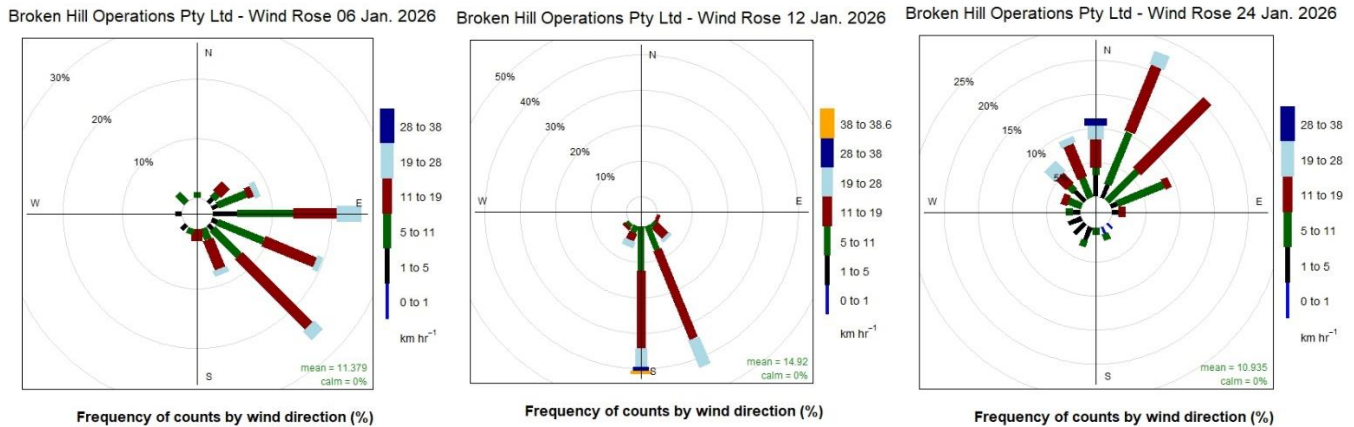 Broken Hill Operations Pty Ltd - Wind Rose 06 Jan. 2026
30%
20%
10%
N
W
E
S
28 to 38
19 to 28
11 to 19
5 to 11
1 to 5
0 to 1
km hr⁻¹
mean = 11.379
calm = 0%
Frequency of counts by wind direction (%)
Broken Hill Operations Pty Ltd - Wind Rose 12 Jan. 2026
50%
40%
30%
20%
10%
N
W
E
S
38 to 38.6
28 to 38
19 to 28
11 to 19
5 to 11
1 to 5
0 to 1
km hr⁻¹
mean = 14.92
calm = 0%
Frequency of counts by wind direction (%)
Broken Hill Operations Pty Ltd - Wind Rose 24 Jan. 2026
25%
20%
15%
10%
5%
N
W
E
S
28 to 38
19 to 28
11 to 19
5 to 11
1 to 5
0 to 1
km hr⁻¹
mean = 10.935
calm = 0%
Frequency of counts by wind direction (%)